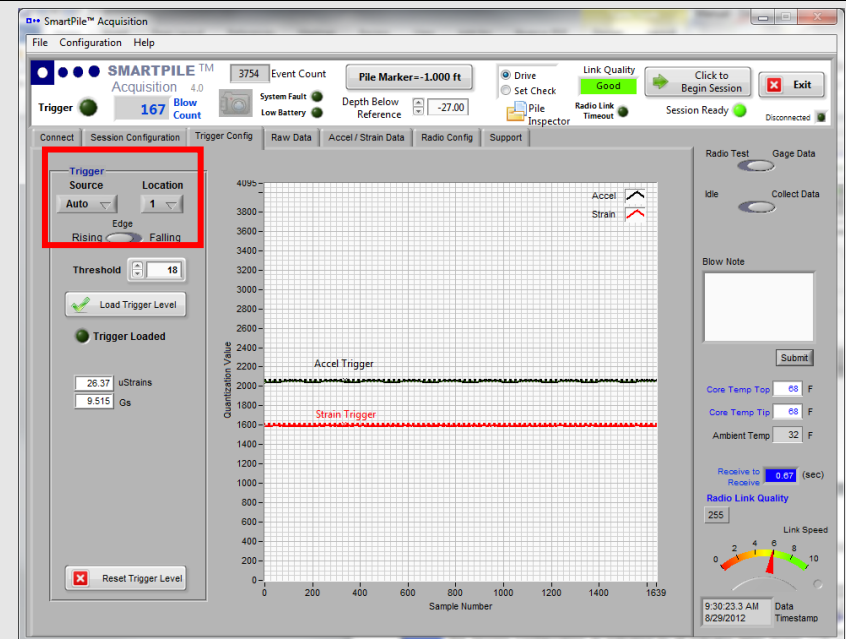 SmartPile™ Acquisition
File Configuration Help
SMARTPILE TM
Acquisition 4.0
Trigger
167 Blow Count
3754 Event Count
System Fault
Low Battery
Pile Marker=-1.000 ft
Depth Below Reference -27.00
Drive
Set Check
Pile Inspector
Link Quality
Good
Radio Link Timeout
Click to Begin Session
Session Ready
Exit
Disconnected
Connect Session Configuration Trigger Config Raw Data Accel / Strain Data Radio Config Support
Trigger
Source Location
Auto 1
Edge
Rising Falling
Threshold 18
Load Trigger Level
Trigger Loaded
26.37 uStrains
9.515 Gs
Reset Trigger Level
Quantization Value
4095
3800
3600
3400
3200
3000
2800
2600
2400
2200
2000
1800
1600
1400
1200
1000
800
600
400
200
0
Accel
Strain
Accel Trigger
Strain Trigger
0 200 400 600 800 1000 1200 1400 1639
Sample Number
Radio Test Gage Data
Idle Collect Data
Blow Note
Submit
Core Temp Top 68 F
Core Temp Tip 68 F
Ambient Temp 32 F
Receive to Receive 0.67 (sec)
Radio Link Quality
255
Link Speed
0 2 4 6 8 10
9:30:23.3 AM Data
8/29/2012 Timestamp